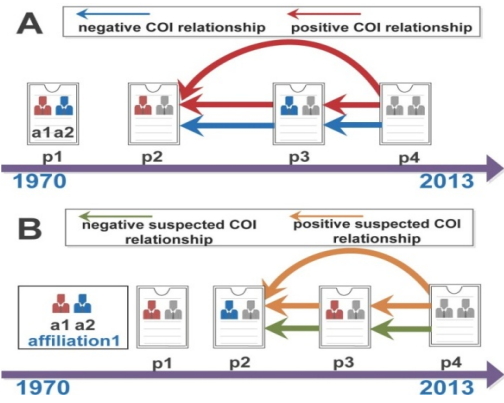 A
negative COI relationship
positive COI relationship
a1 a2
p1
p2
p3
p4
1970
2013
B
negative suspected COI
relationship
positive suspected COI
relationship
a1 a2
affiliation1
p1
p2
p3
p4
1970
2013